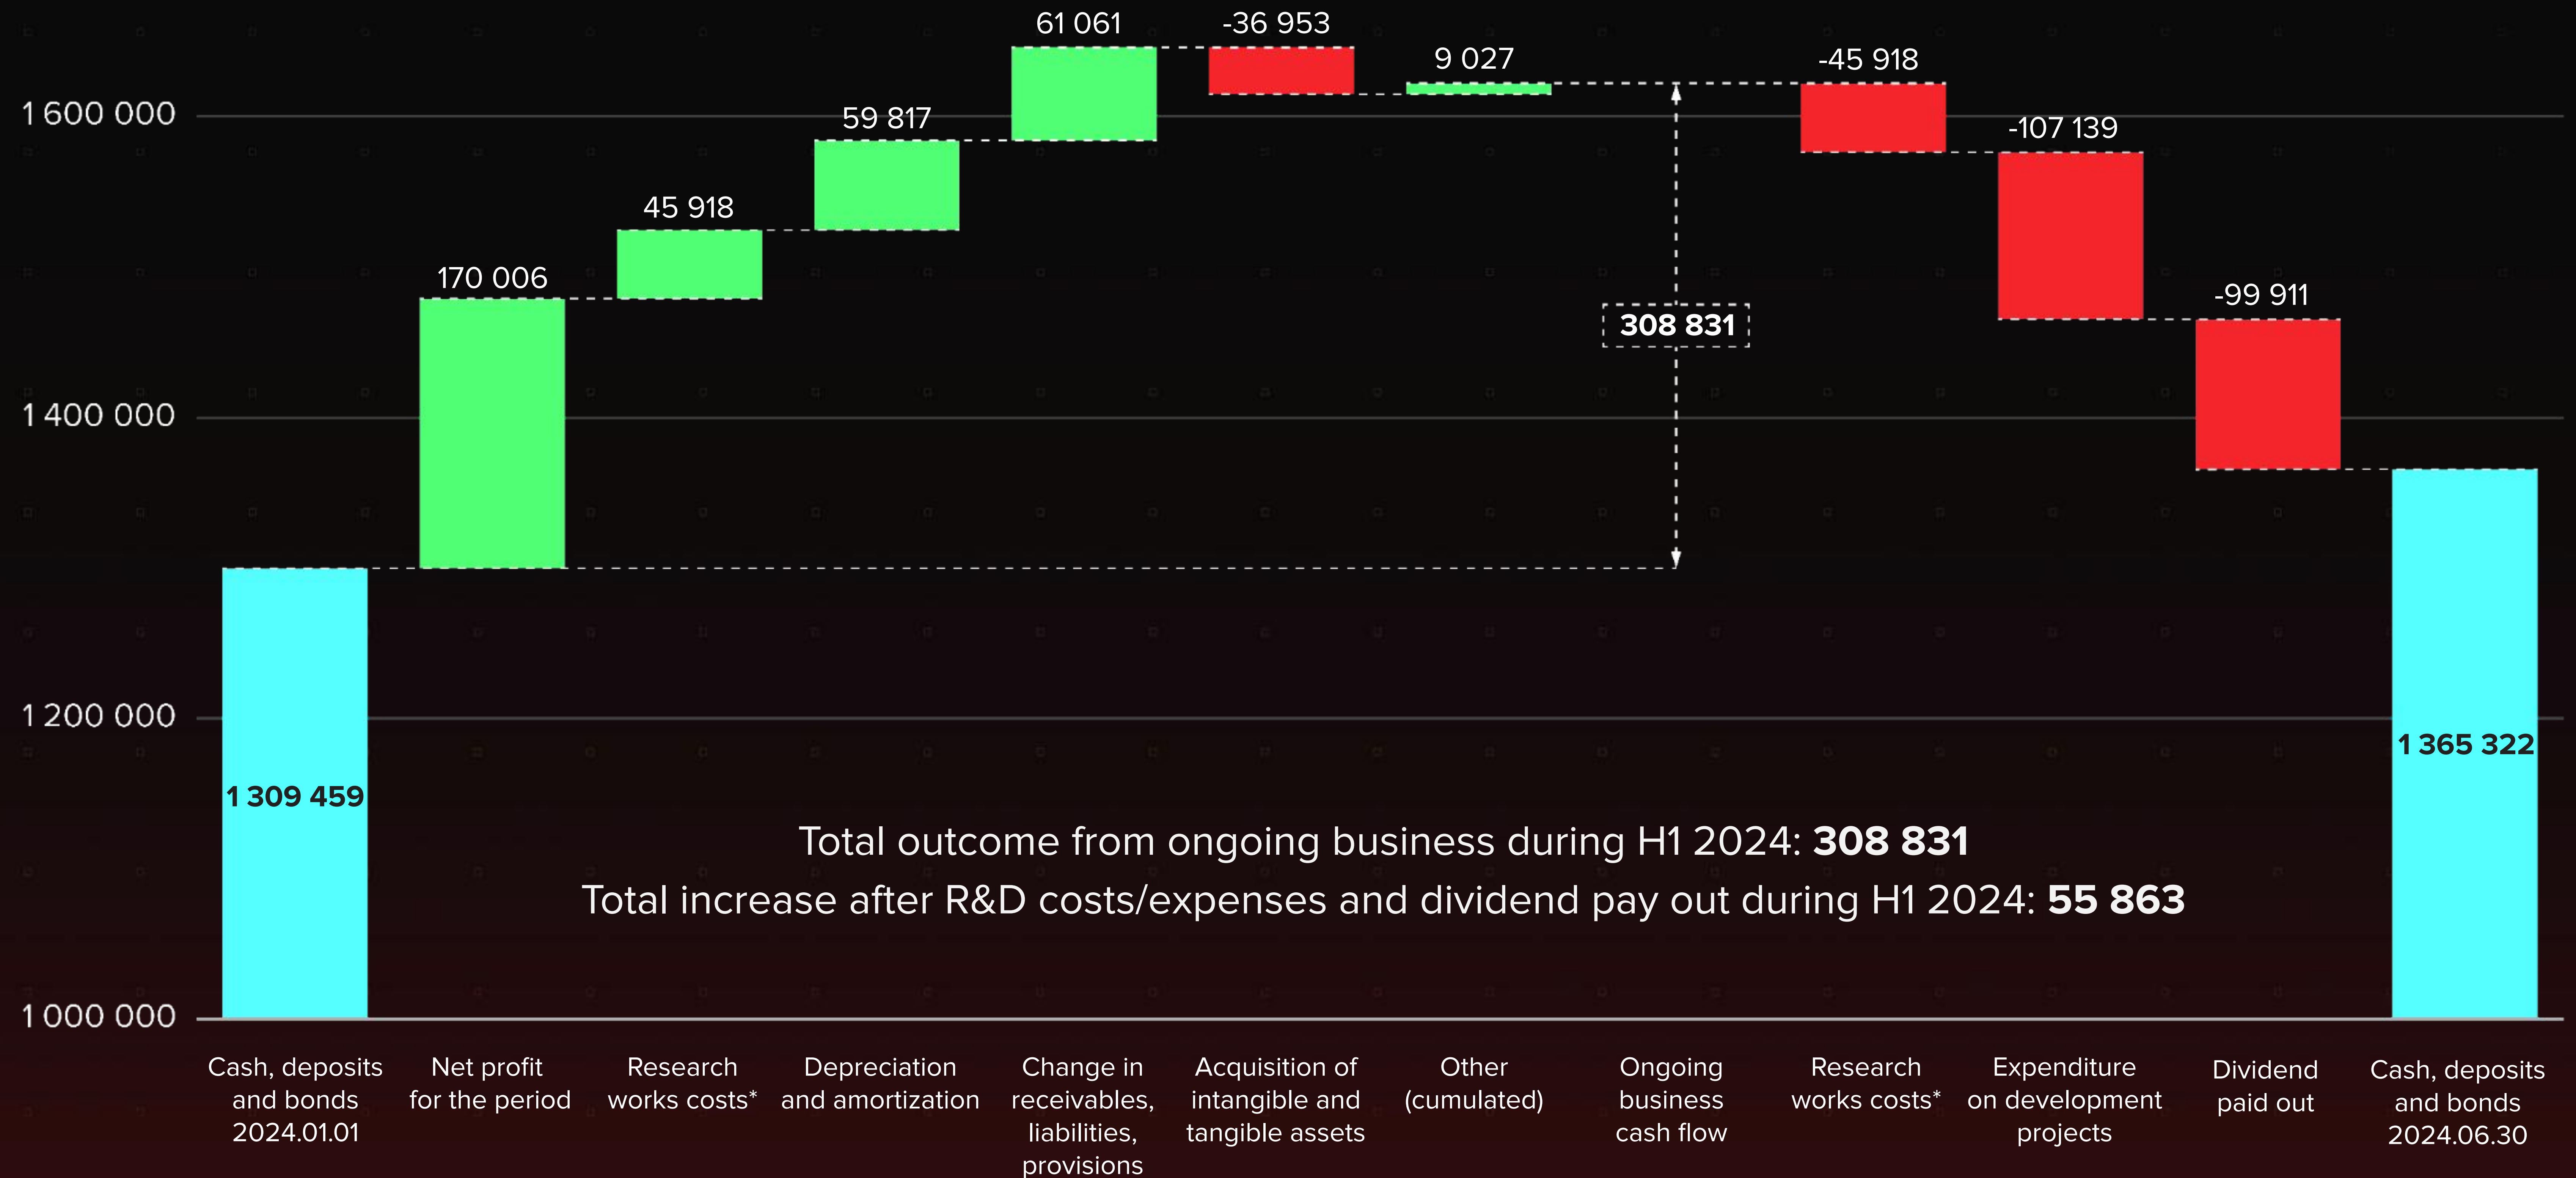 61 061
-36 953
9 027
-45 918
1 600 000
59 817
-107 139
45 918
170 006
-99 911
308 831
1 400 000
1 200 000
1 365 322
1 309 459
Total outcome from ongoing business during H1 2024: 308 831
Total increase after R&D costs/expenses and dividend pay out during H1 2024: 55 863
1 000 000
Cash, deposits
and bonds
2024.01.01
Net profit
for the period
Research
works costs*
Depreciation
and amortization
Change in
receivables,
liabilities,
provisions
Acquisition of
intangible and
tangible assets
Other
(cumulated)
Ongoing
business
cash flow
Research
works costs*
Expenditure
on development
projects
Dividend
paid out
Cash, deposits
and bonds
2024.06.30